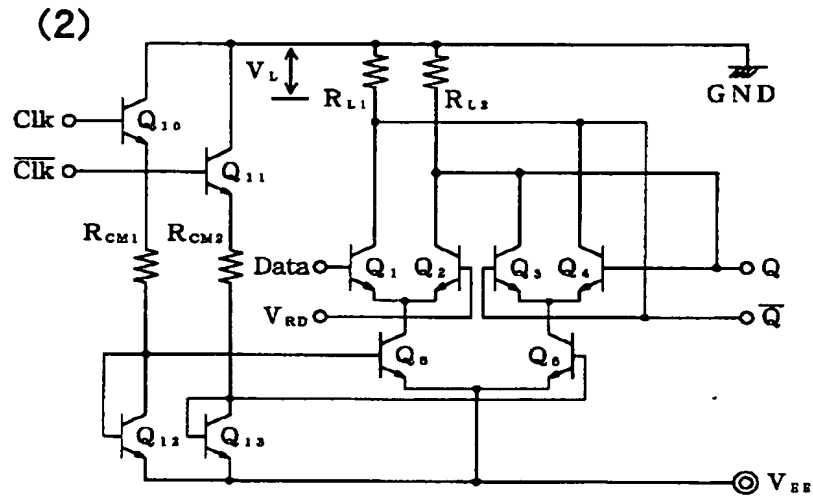 (2)
V_L
R_L1
R_L2
GND
Clk
Q_10
C̅l̅k̅
Q_11
R_CM1
R_CM2
Data
Q_1
Q_2
Q_3
Q_4
Q
V_RD
Q̅
Q_5
Q_6
Q_12
Q_13
V_EE